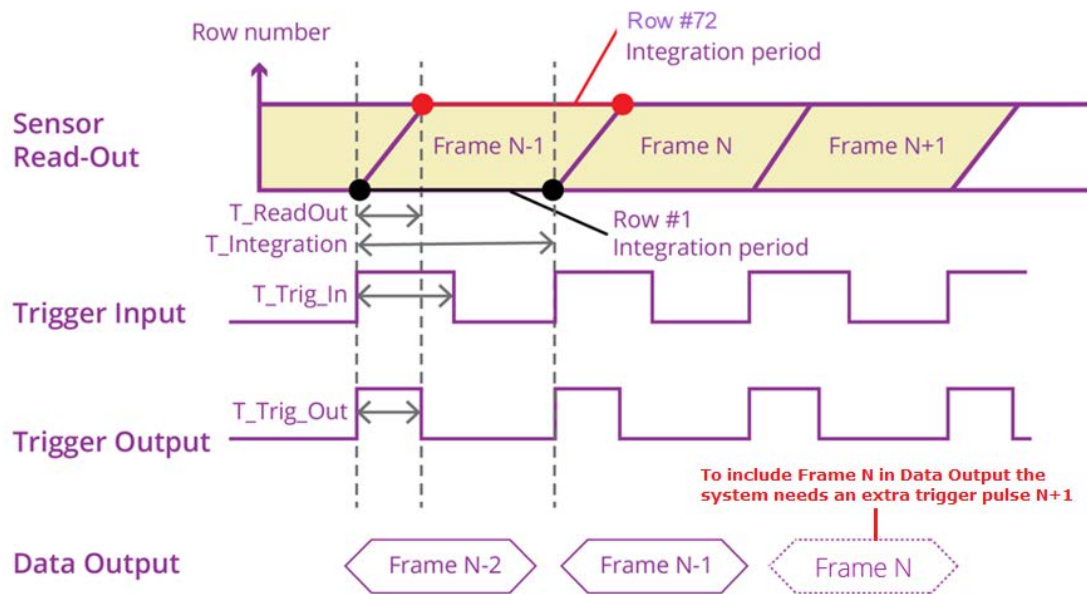 Row number
Row #72
Integration period
Sensor
Read-Out
Frame N-1
Frame N
Frame N+1
T_ReadOut
T_Integration
Row #1
Integration period
T_Trig_In
Trigger Input
T_Trig_Out
Trigger Output
To include Frame N in Data Output the
system needs an extra trigger pulse N+1
Data Output
Frame N-2
Frame N-1
Frame N